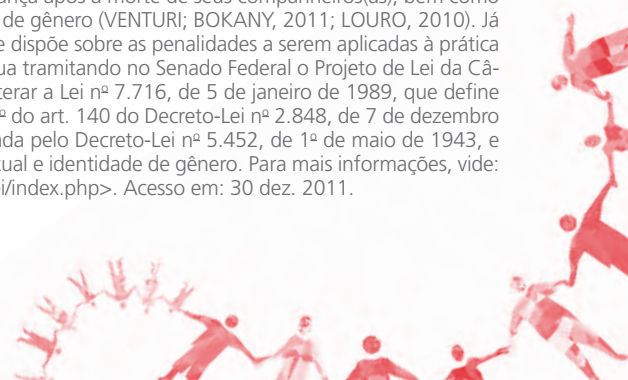 ança após a morte de seus companheiros(as), bem como
de gênero (VENTURI; BOKANY, 2011; LOURO, 2010). Já
e dispõe sobre as penalidades a serem aplicadas à prática
ua tramitando no Senado Federal o Projeto de Lei da Câ-
terar a Lei nº 7.716, de 5 de janeiro de 1989, que define
º do art. 140 do Decreto-Lei nº 2.848, de 7 de dezembro
ada pelo Decreto-Lei nº 5.452, de 1º de maio de 1943, e
xual e identidade de gênero. Para mais informações, vide:
ei/index.php>. Acesso em: 30 dez. 2011.